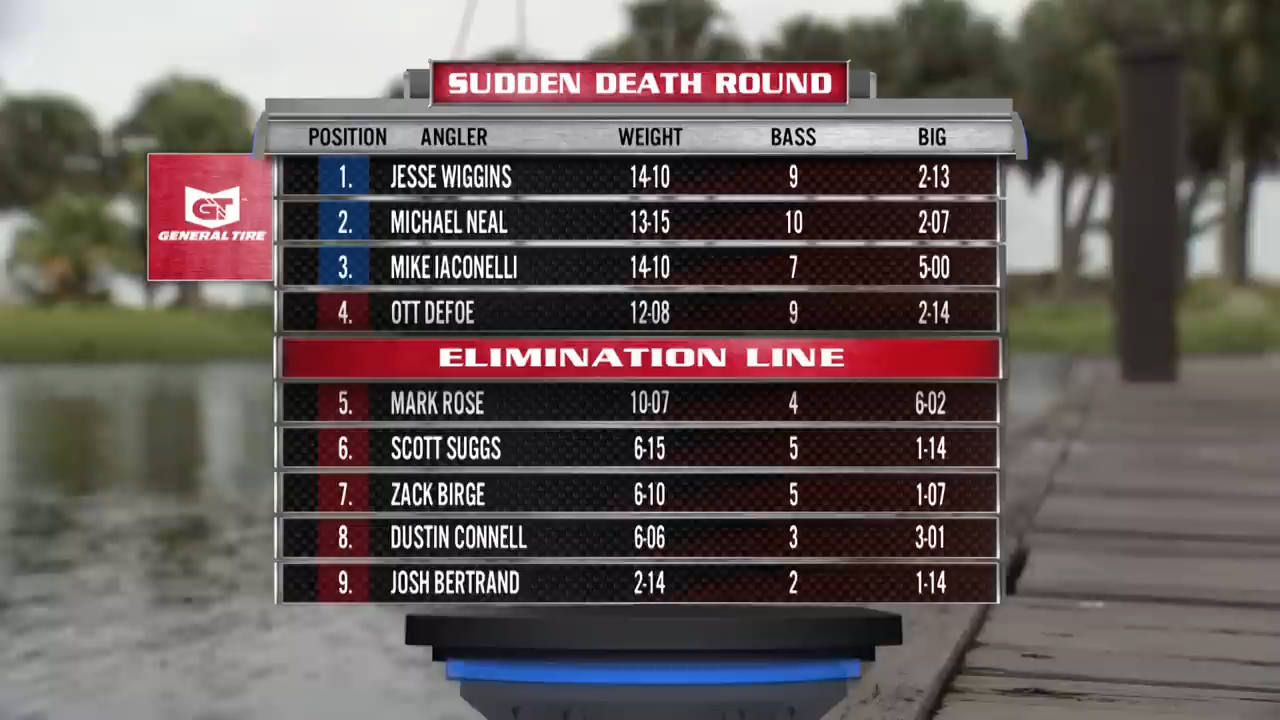 SUDDEN DEATH ROUND
POSITION ANGLER WEIGHT BASS BIG
1. JESSE WIGGINS 14-10 9 2-13
GT
GENERAL TIRE
2. MICHAEL NEAL 13-15 10 2-07
3. MIKE IACONELLI 14-10 7 5-00
4. OTT DEFOE 12-08 9 2-14
ELIMINATION LINE
5. MARK ROSE 10-07 4 6-02
6. SCOTT SUGGS 6-15 5 1-14
7. ZACK BIRGE 6-10 5 1-07
8. DUSTIN CONNELL 6-06 3 3-01
9. JOSH BERTRAND 2-14 2 1-14